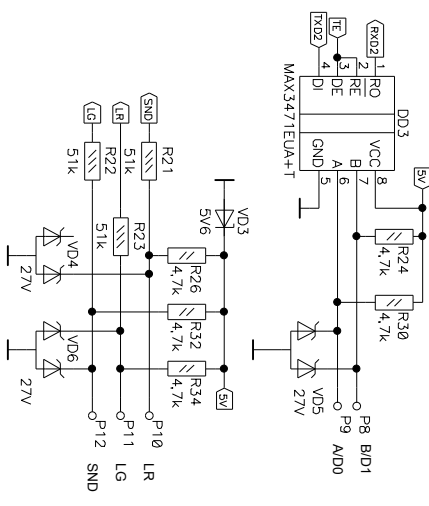 TXD2
TE
RXD2
4
3
2
1
DI
DE
RE
RO
DD3
MAX3471EUA+T
GND
A
B
VCC
5
6
7
8
5V
R24
4.7k
R30
4.7k
VD5
27V
P8
B/D1
P9
A/D0
LG
LR
SND
R21
51k
R22
51k
R23
51k
VD3
5V6
R26
4.7k
R32
4.7k
R34
4.7k
5V
VD4
27V
VD6
27V
P10
LR
P11
LG
P12
SND